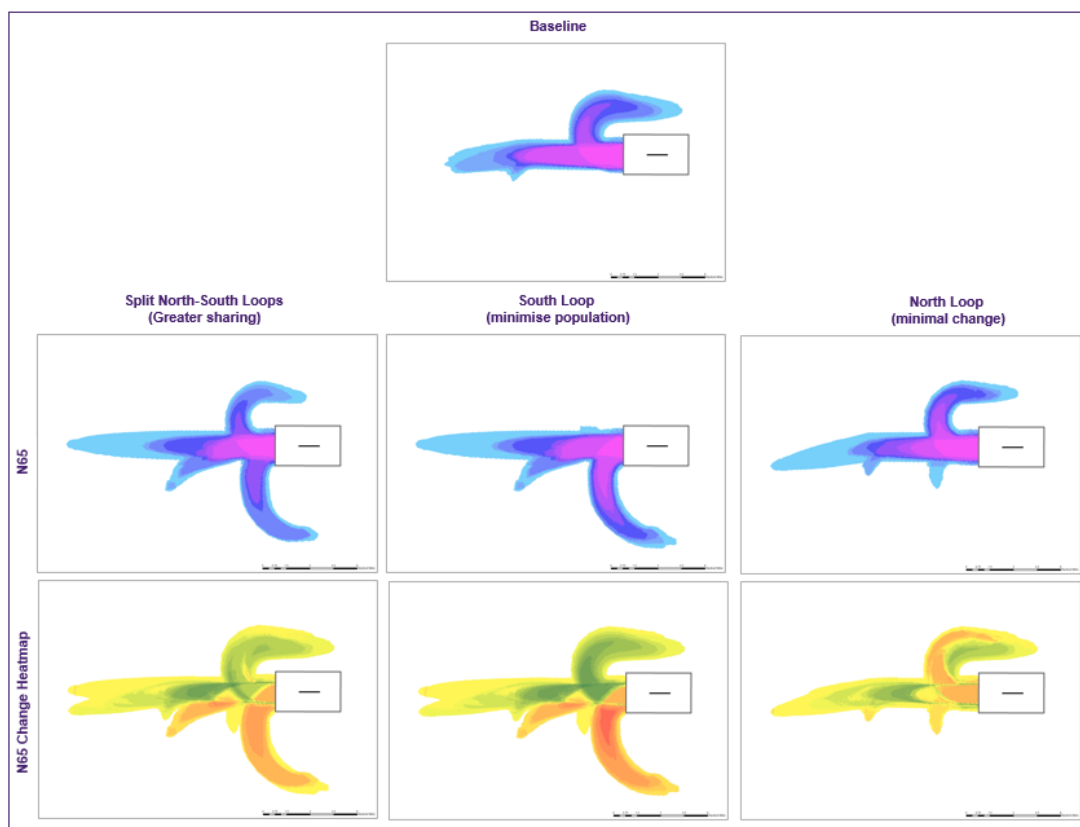 Baseline
Split North-South Loops
(Greater sharing)
South Loop
(minimise population)
North Loop
(minimal change)
N65
N65 Change Heatmap